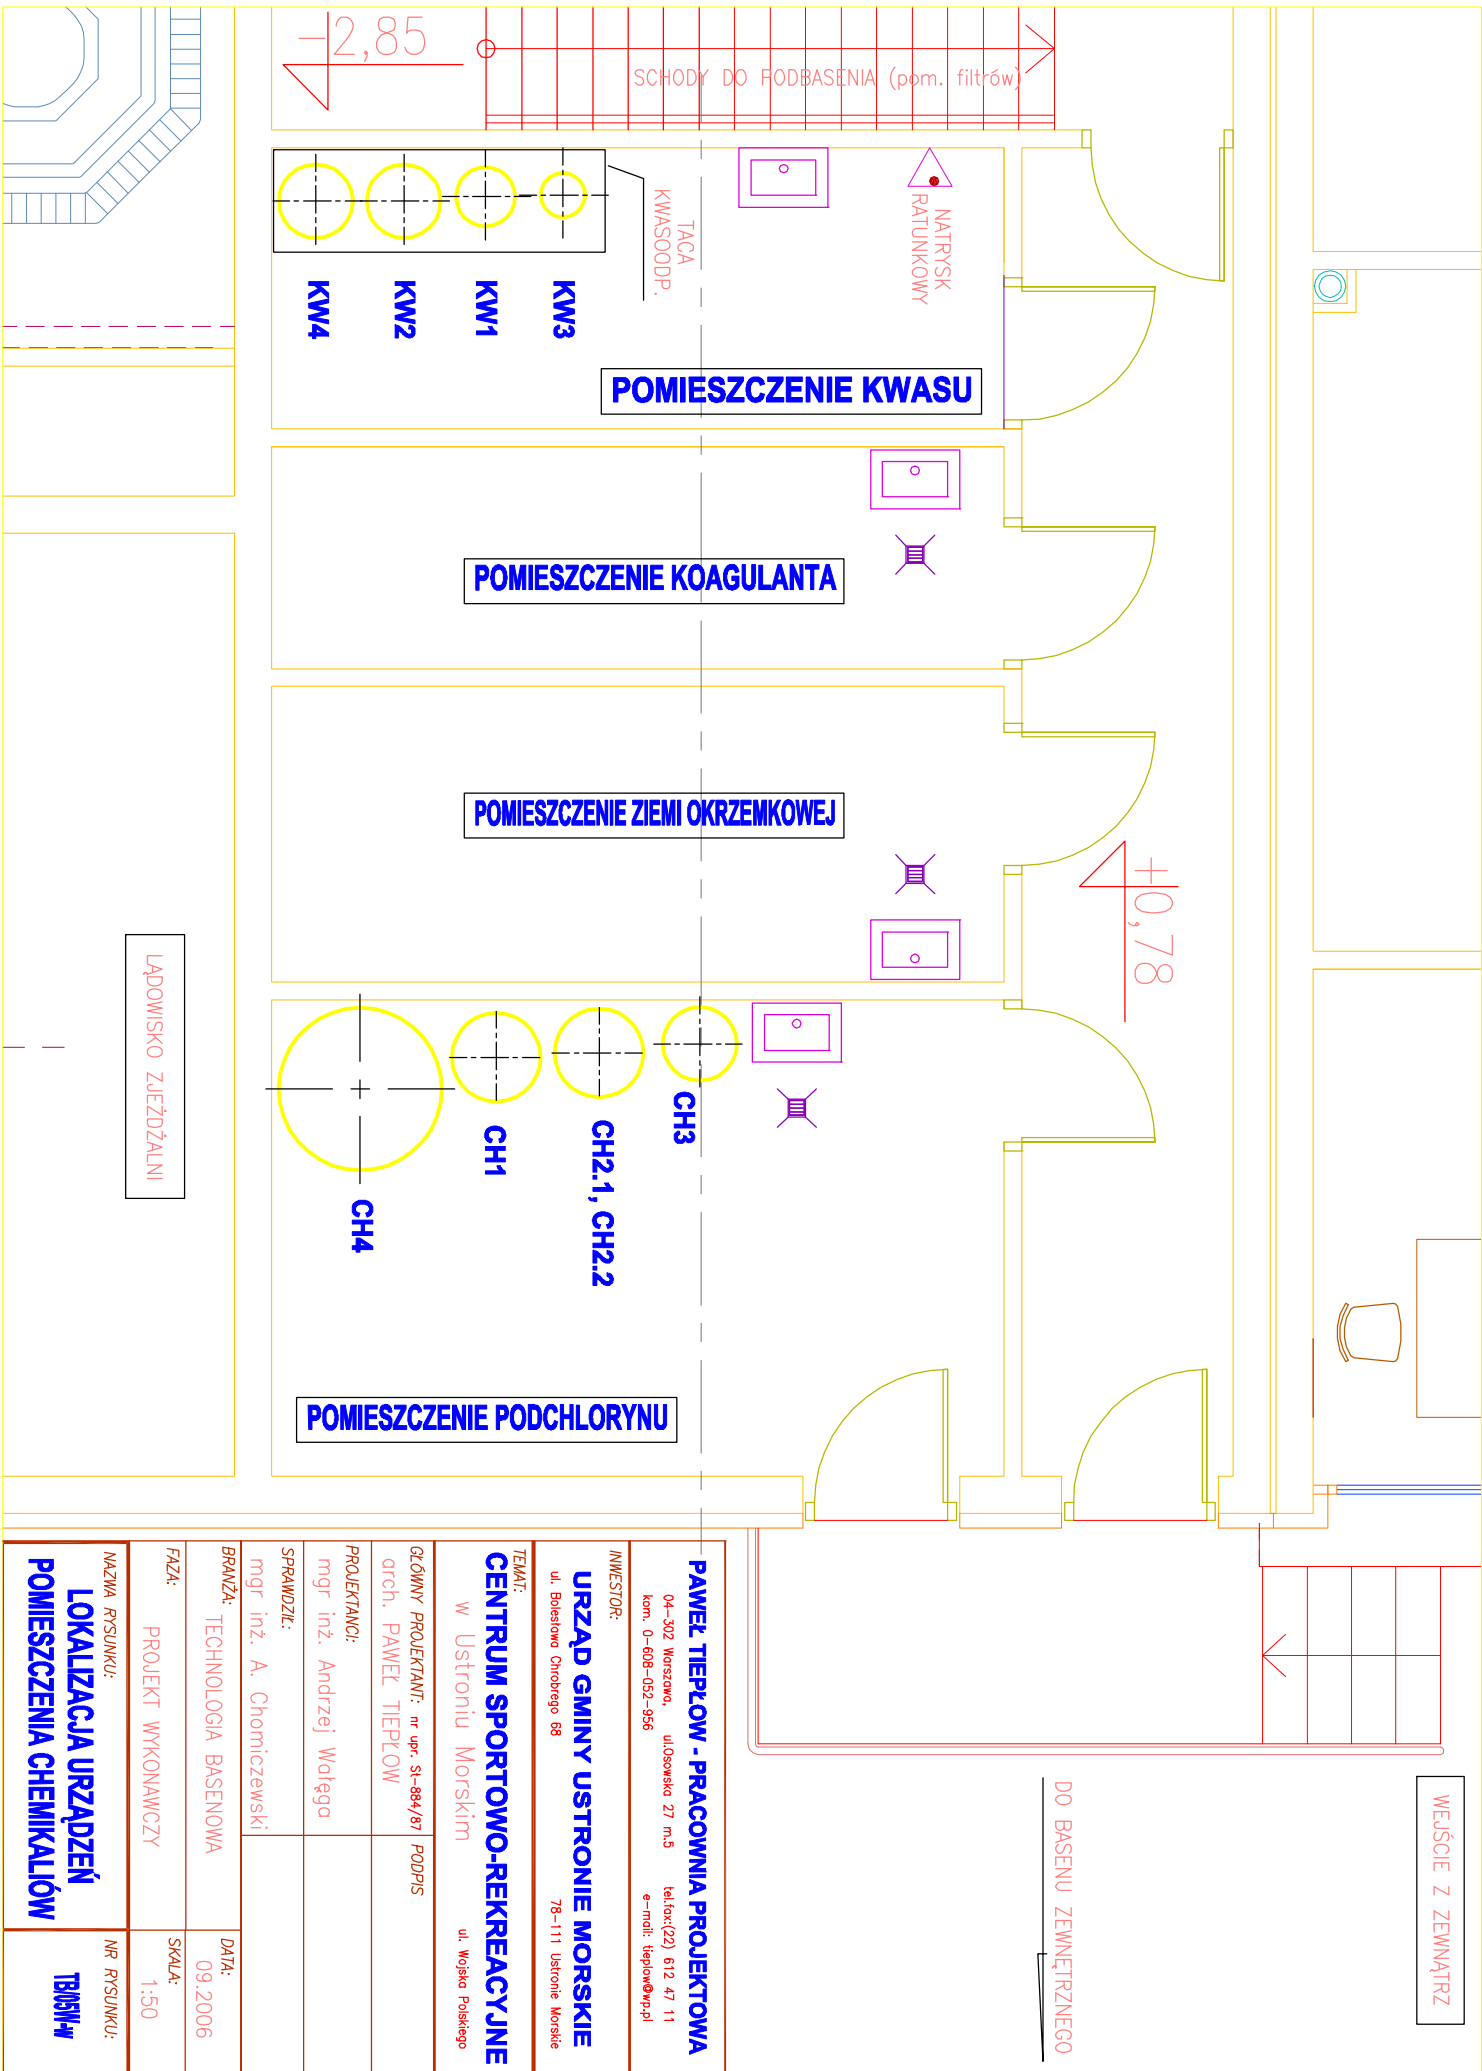 -2,85
SCHODY DO PODBASENIA (pom. filtrów)
TACA
KWASOODP.
NATRYSK
RATUNKOWY
KW4
KW2
KW1
KW3
POMIESZCZENIE KWASU
POMIESZCZENIE KOAGULANTA
POMIESZCZENIE ZIEMI OKRZEMKOWEJ
+0,78
LĄDOWISKO ZJEŻDŻALNI
CH4
CH1
CH2.1, CH2.2
CH3
POMIESZCZENIE PODCHLORYNU
WEJŚCIE Z ZEWNĄTRZ
DO BASENU ZEWNĘTRZNEGO
PAWEŁ TIEPŁOW - PRACOWNIA PROJEKTOWA
04-302 Warszawa, ul.Osowska 27 m.5 tel.fax:(22) 612 47 11
kom. 0-608-052-956 e-mail: tieplow@wp.pl
INWESTOR:
URZĄD GMINY USTRONIE MORSKIE
ul. Bolesława Chrobrego 68 78-111 Ustronie Morskie
TEMAT:
CENTRUM SPORTOWO-REKREACYJNE
w Ustroniu Morskim ul. Wojska Polskiego
GŁÓWNY PROJEKTANT: nr upr. St-884/87 PODPIS
arch. PAWEŁ TIEPŁOW
PROJEKTANCI:
mgr inż. Andrzej Wałęga
SPRAWDZIŁ:
mgr inż. A. Chomiczewski
BRANŻA: DATA:
TECHNOLOGIA BASENOWA 09.2006
FAZA: SKALA:
PROJEKT WYKONAWCZY 1:50
NAZWA RYSUNKU: NR RYSUNKU:
LOKALIZACJA URZĄDZEŃ
POMIESZCZENIA CHEMIKALIÓW
TB/05W-W